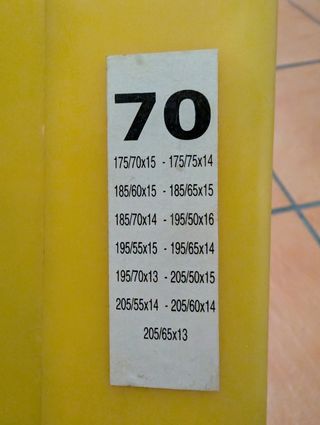 70
175/70x15 - 175/75x14
185/60x15 - 185/65x15
185/70x14 - 195/50x16
195/55x15 - 195/65x14
195/70x13 - 205/50x15
205/55x14 - 205/60x14
205/65x13